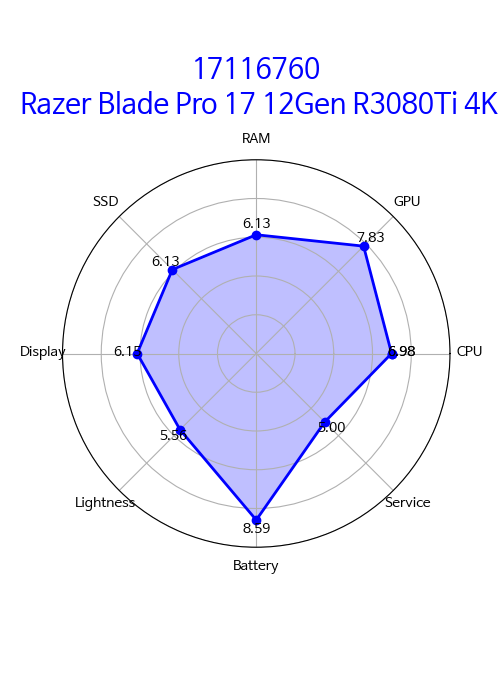 17116760
Razer Blade Pro 17 12Gen R3080Ti 4K
RAM
SSD
GPU
6.13
7.83
6.13
Display
6.15
6.98
CPU
5.56
5.00
Lightness
Service
8.59
Battery